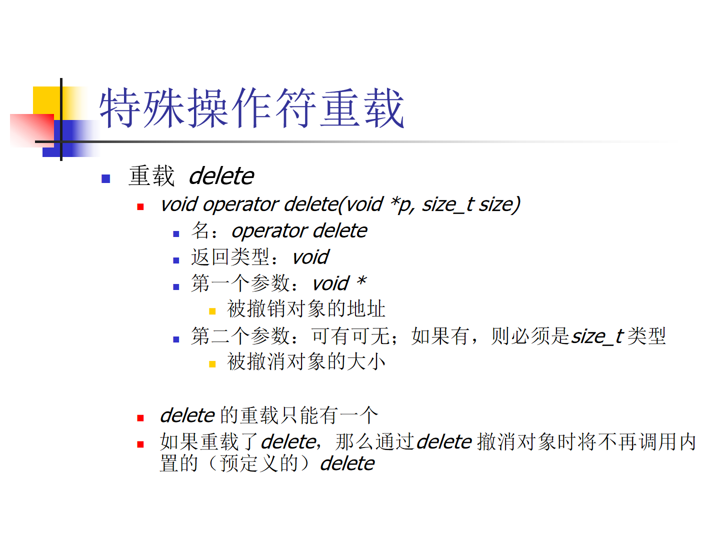 特殊操作符重载
重载 delete
void operator delete(void *p, size_t size)
名：operator delete
返回类型：void
第一个参数：void *
被撤销对象的地址
第二个参数：可有可无；如果有，则必须是size_t 类型
被撤消对象的大小
delete 的重载只能有一个
如果重载了delete，那么通过delete 撤消对象时将不再调用内
置的（预定义的）delete